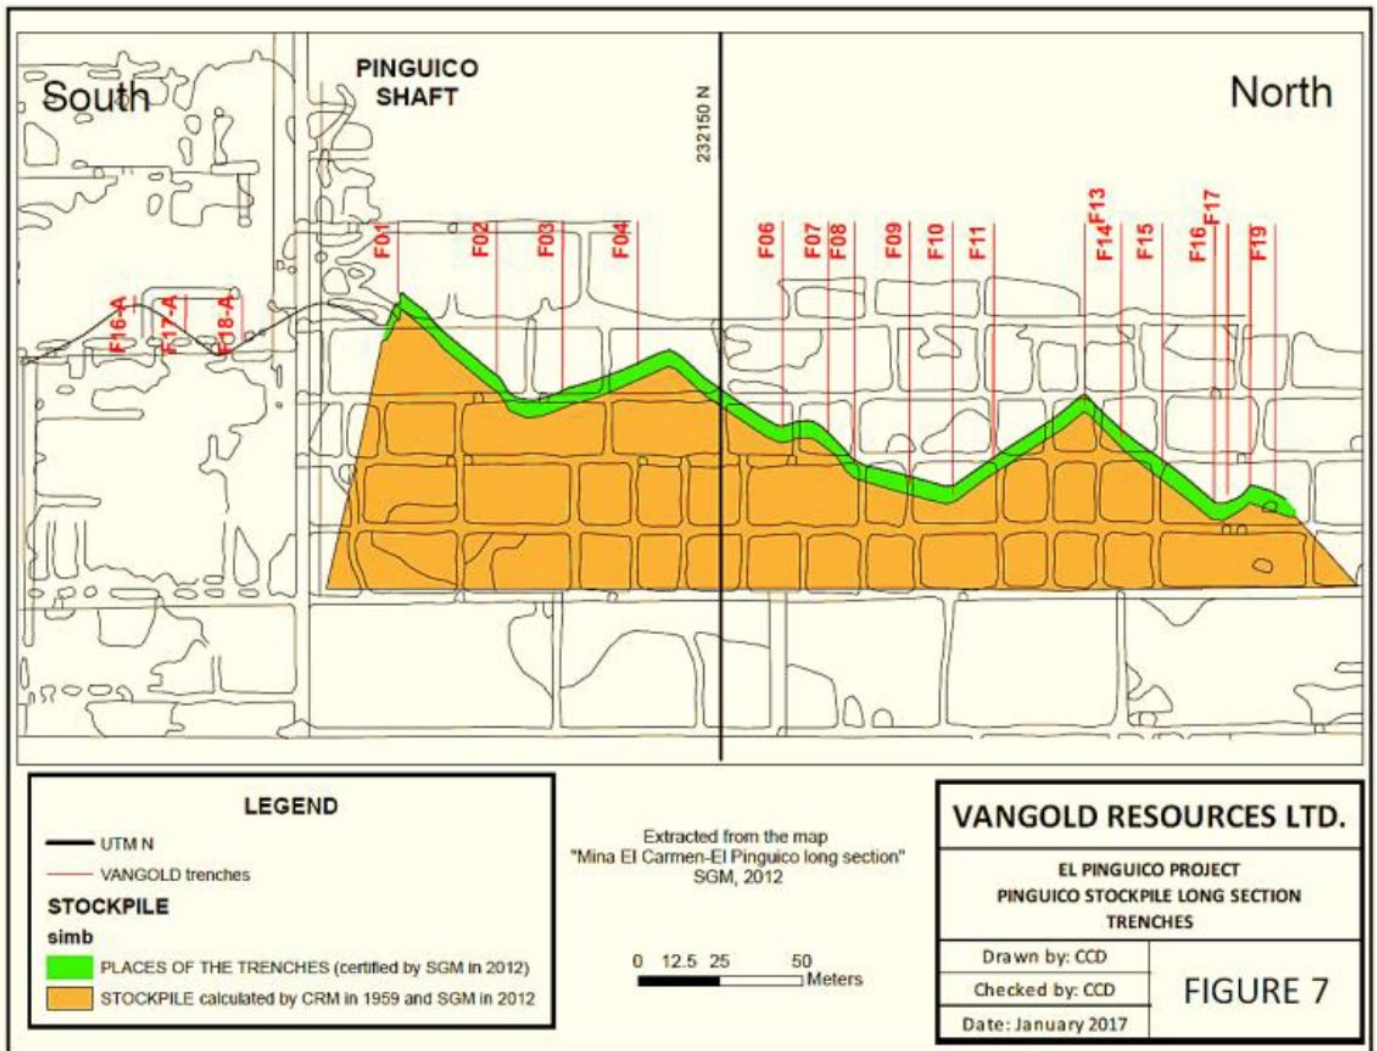 South
PINGUICO
SHAFT
232150 N
North
F01
F02
F03
F04
F06
F07
F08
F09
F10
F11
F14
F13
F15
F16
F17
F19
F16-A
F17-A
F18-A
LEGEND
UTM N
VANGOLD trenches
STOCKPILE
simb
PLACES OF THE TRENCHES (certified by SGM in 2012)
STOCKPILE calculated by CRM in 1959 and SGM in 2012
Extracted from the map
"Mina El Carmen-El Pinguico long section"
SGM, 2012
0 12.5 25 50
Meters
VANGOLD RESOURCES LTD.
EL PINGUICO PROJECT
PINGUICO STOCKPILE LONG SECTION
TRENCHES
Drawn by: CCD
Checked by: CCD
Date: January 2017
FIGURE 7